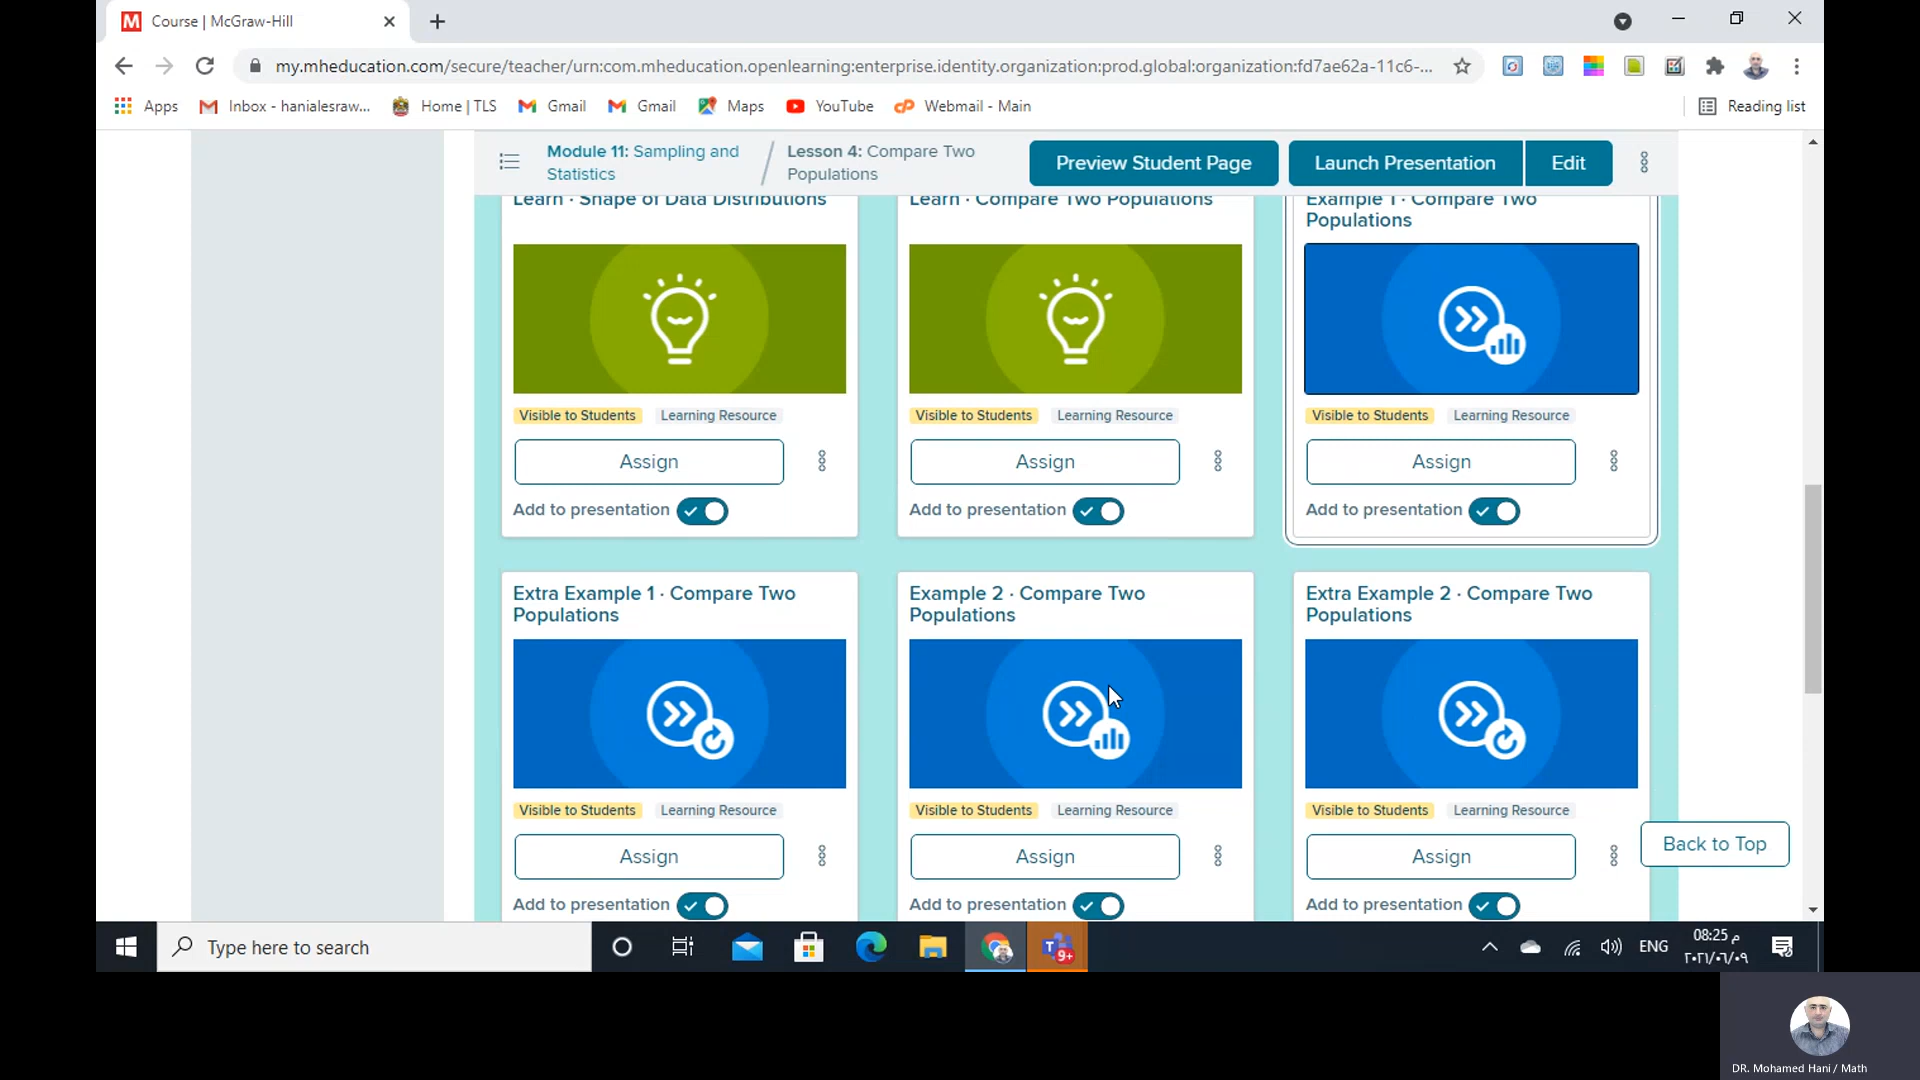 Course | McGraw-Hill
my.mheducation.com/secure/teacher/urn:com.mheducation.openlearning:enterprise.identity.organization:prod.global:organization:fd7ae62a-11c6-...
Apps
Inbox - hanialesraw...
Home | TLS
Gmail
Gmail
Maps
YouTube
Webmail - Main
Reading list
Module 11: Sampling and
Statistics
Lesson 4: Compare Two
Populations
Preview Student Page
Launch Presentation
Edit
Learn · Shape of Data Distributions
Learn · Compare Two Populations
Example 1 · Compare Two
Populations
Visible to Students Learning Resource
Visible to Students Learning Resource
Visible to Students Learning Resource
Assign
Assign
Assign
Add to presentation
Add to presentation
Add to presentation
Extra Example 1 · Compare Two
Populations
Example 2 · Compare Two
Populations
Extra Example 2 · Compare Two
Populations
Visible to Students Learning Resource
Visible to Students Learning Resource
Visible to Students Learning Resource
Assign
Assign
Assign
Back to Top
Add to presentation
Add to presentation
Add to presentation
Type here to search
9+
ENG
08:25 م
٢٠٢١/٠٦/٠٩
DR. Mohamed Hani / Math